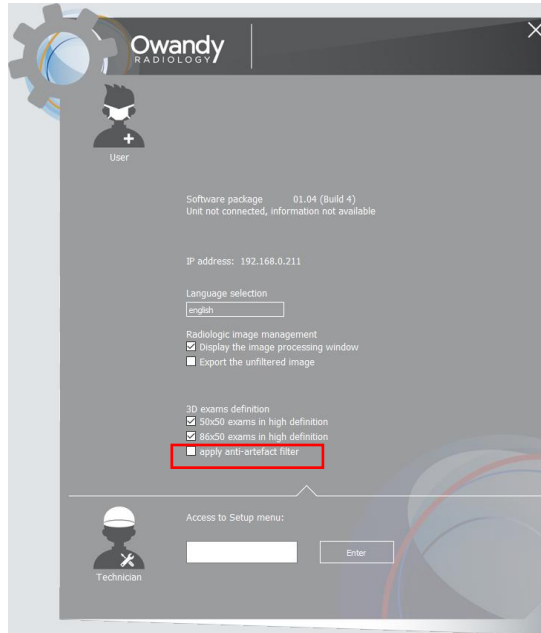 Owandy
RADIOLOGY
User
Software package 01.04 (Build 4)
Unit not connected, information not available
IP address: 192.168.0.211
Language selection
english
Radiologic image management
Display the image processing window
Export the unfiltered image
3D exams definition
50x50 exams in high definition
86x50 exams in high definition
apply anti-artefact filter
Access to Setup menu:
Enter
Technician